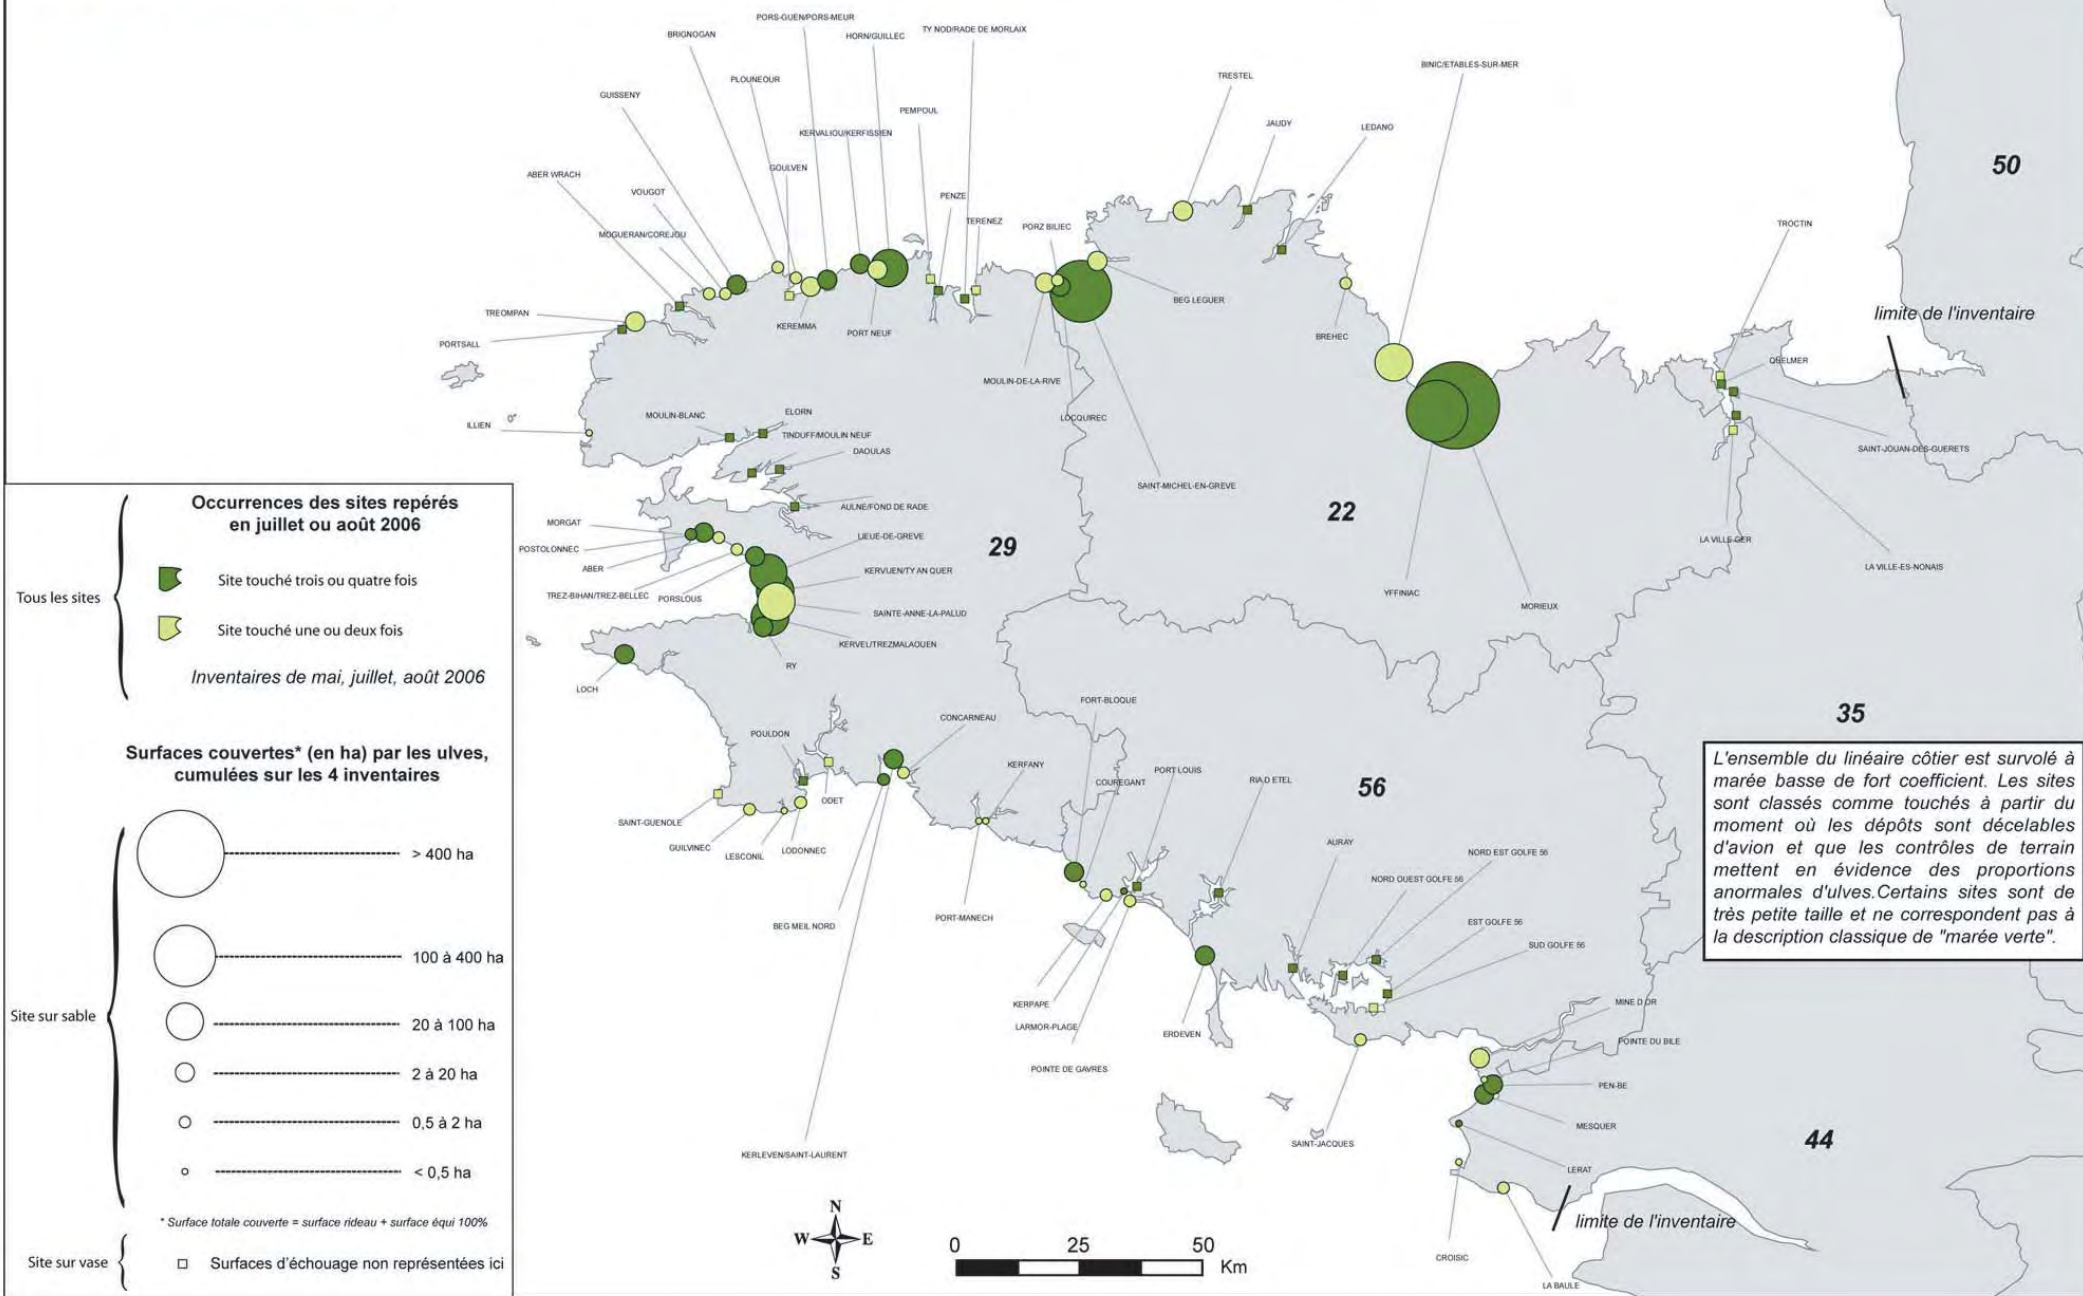 PORS-GUEN/PORS-MEUR
BRIGNOGAN
HORN/GUILLEC
TY NOD/RADE DE MORLAIX
BINIC/ETABLES-SUR-MER
PLOUNEOUR
TRESTEL
GUISSENY
PEMPOUL
JAUDY
LEDANO
KERVALIOU/KERFISSIEN
50
GOULVEN
ABER WRACH
VOUGOT
PENZE
TERENEZ
PORZ BILIEC
TROCTIN
MOGUERAN/COREJOU
BEG LEGUER
TREOMPAN
limite de l'inventaire
KEREMMA
PORT NEUF
BREHEC
PORTSALL
QUELMER
MOULIN-DE-LA-RIVE
MOULIN-BLANC
ELORN
LOCQUIREC
ILLIEN
TINDUFF/MOULIN NEUF
DAOULAS
SAINT-JOUAN-DES-GUERETS
SAINT-MICHEL-EN-GREVE
AULNE/FOND DE RADE
22
MORGAT
LIEUE-DE-GREVE
LA VILLE-GER
POSTOLONNEC
29
ABER
KERVIJEN/TY AN QUER
LA VILLE-ES-NONAIS
TREZ-BIHAN/TREZ-BELLEC
PORSLOUS
YFFINIAC
MORIEUX
SAINTE-ANNE-LA-PALUD
KERVEL/TREZMALAOUEN
RY
LOCH
FORT-BLOQUE
35
CONCARNEAU
POULDON
KERFANY
PORT LOUIS
RIA D ETEL
COUREGANT
56
ODET
SAINT-GUENOLE
GUILVINEC
LESCONIL
LODONNEC
AURAY
NORD EST GOLFE 56
NORD OUEST GOLFE 56
PORT-MANECH
BEG MEIL NORD
EST GOLFE 56
SUD GOLFE 56
KERPAPE
MINE D OR
LARMOR-PLAGE
ERDEVEN
POINTE DU BILE
POINTE DE GAVRES
PEN-BE
MESQUER
44
KERLEVEN/SAINT-LAURENT
SAINT-JACQUES
LERAT
limite de l'inventaire
CROISIC
LA BAULE
L'ensemble du linéaire côtier est survolé à
marée basse de fort coefficient. Les sites
sont classés comme touchés à partir du
moment où les dépôts sont décelables
d'avion et que les contrôles de terrain
mettent en évidence des proportions
anormales d'ulves.Certains sites sont de
très petite taille et ne correspondent pas à
la description classique de "marée verte".
Occurrences des sites repérés
en juillet ou août 2006
Tous les sites
Site touché trois ou quatre fois
Site touché une ou deux fois
Inventaires de mai, juillet, août 2006
Surfaces couvertes* (en ha) par les ulves,
cumulées sur les 4 inventaires
Site sur sable
> 400 ha
100 à 400 ha
20 à 100 ha
2 à 20 ha
0,5 à 2 ha
< 0,5 ha
* Surface totale couverte = surface rideau + surface équi 100%
Site sur vase
Surfaces d'échouage non représentées ici
N
W
E
S
0 25 50
Km